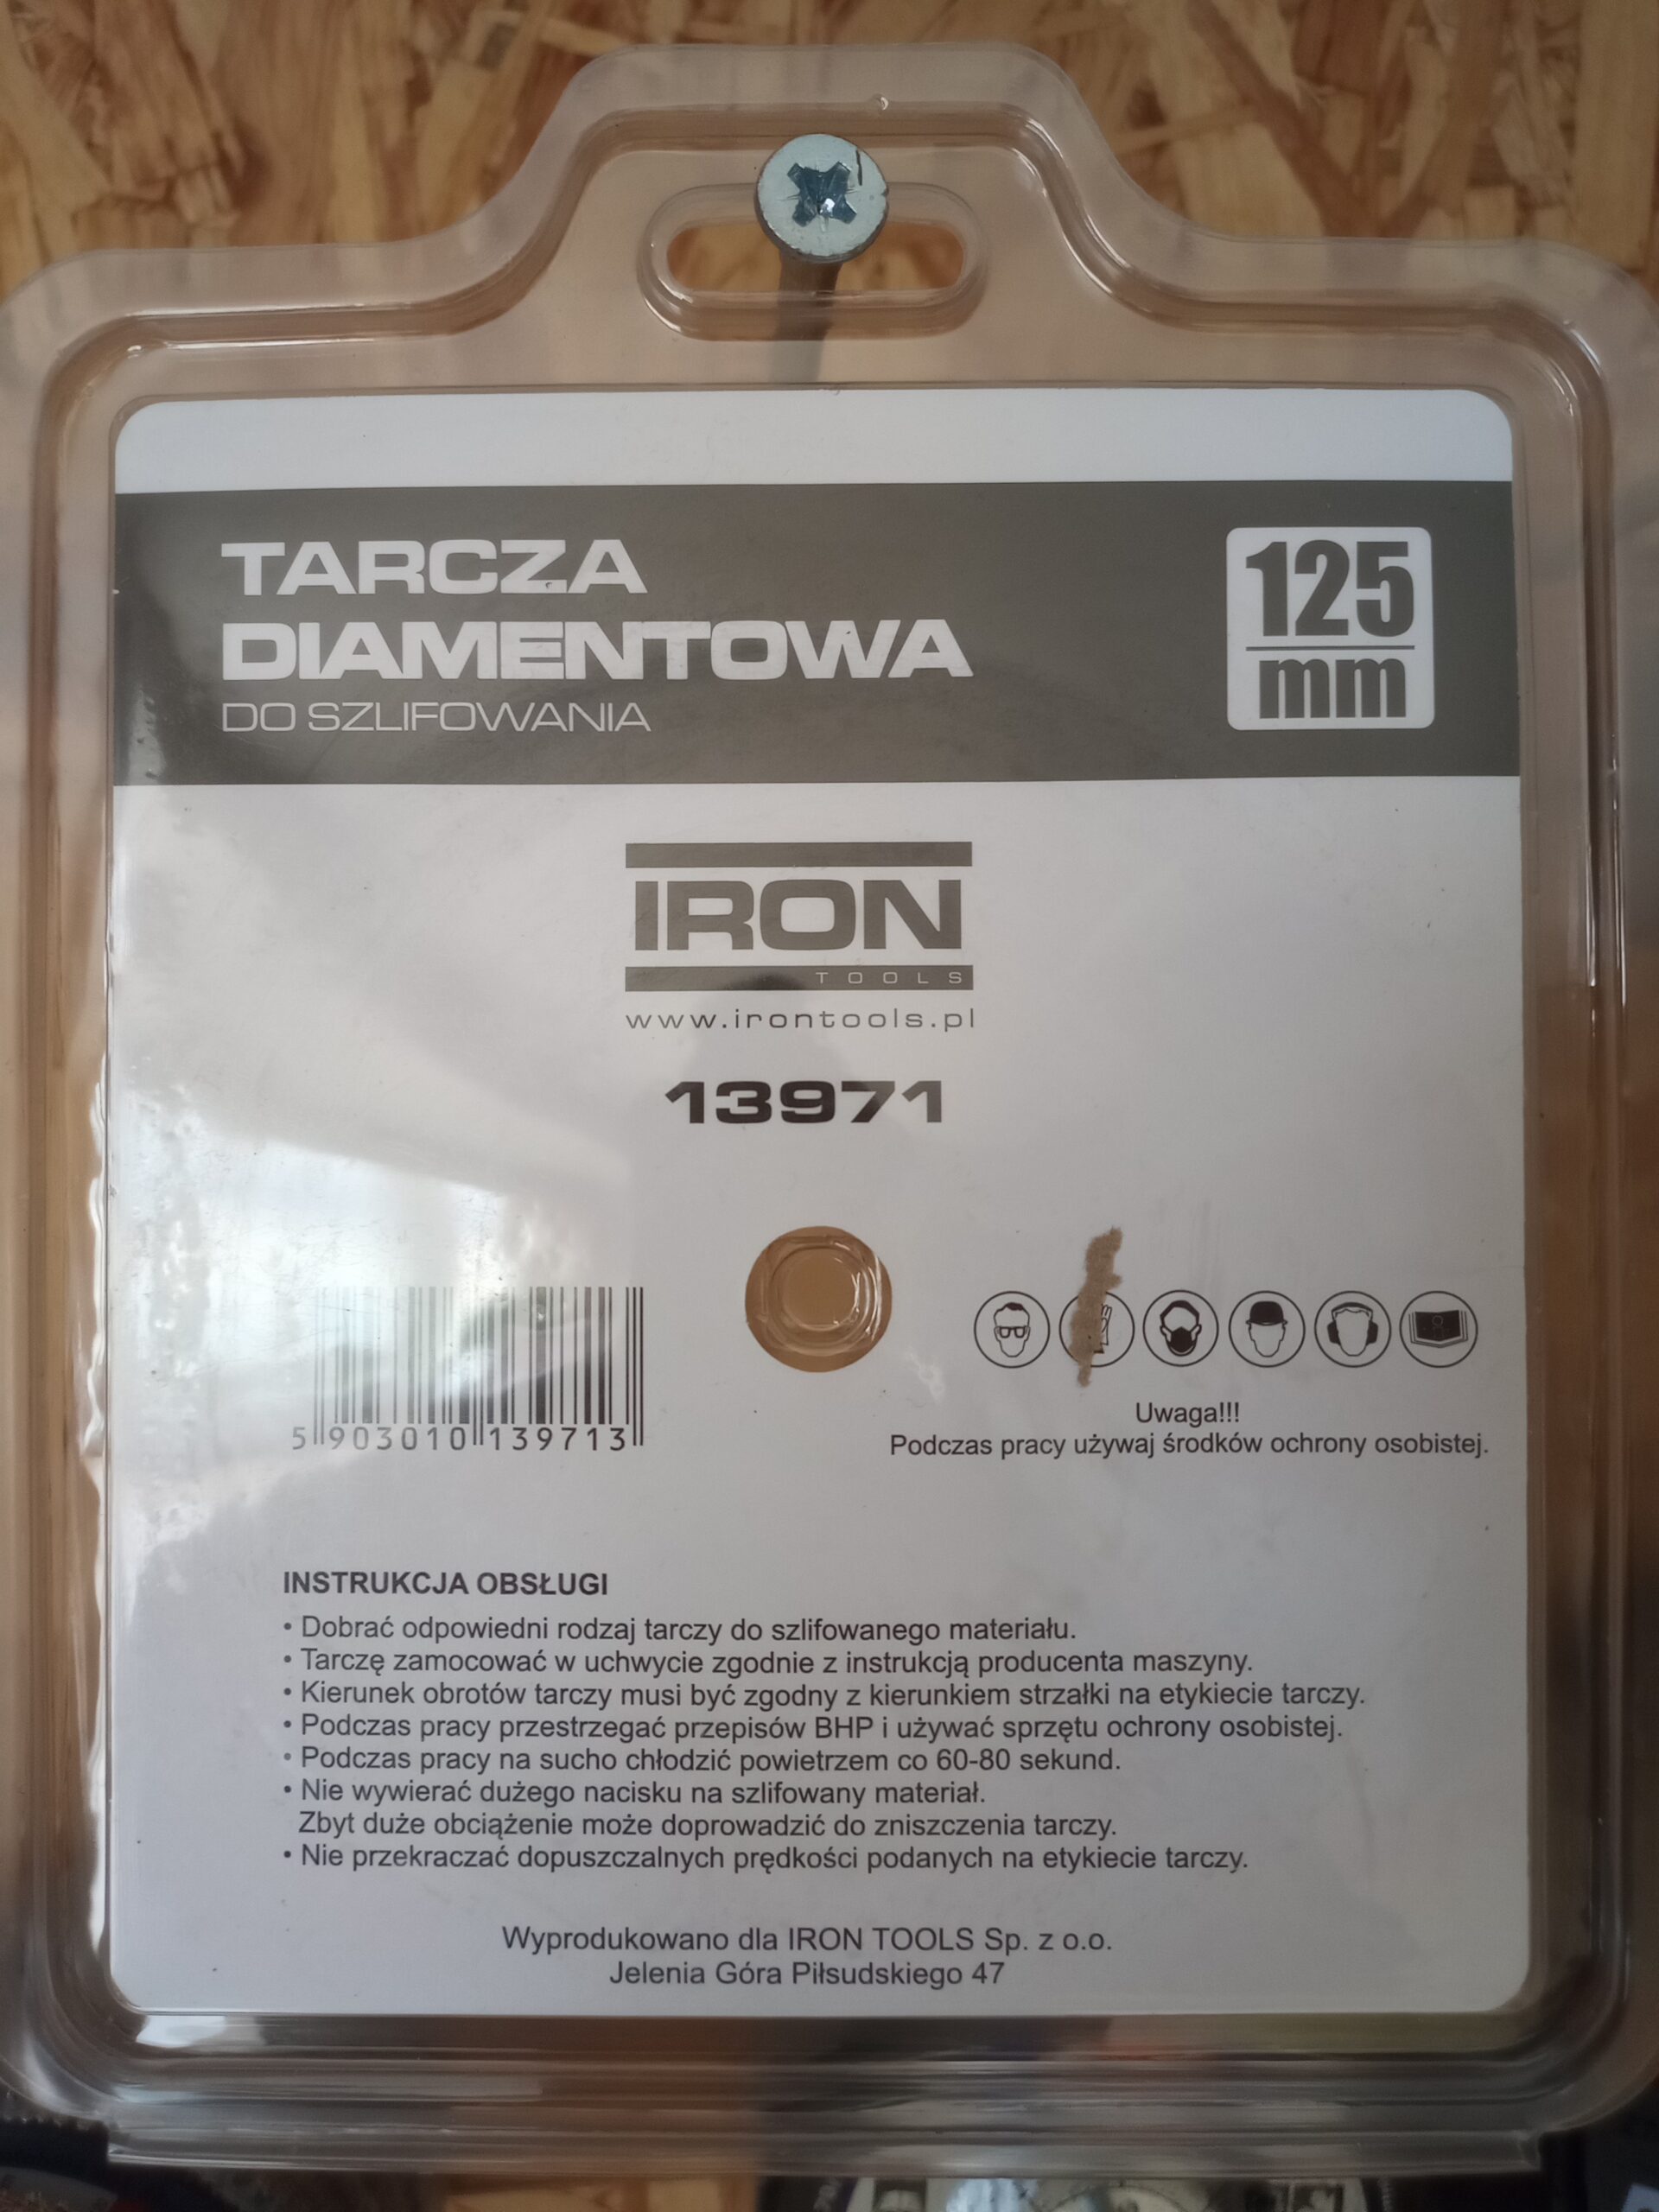 TARCZA
DIAMENTOWA
DO SZLIFOWANIA
125
mm
IRON
TOOLS
www.irontools.pl
13971
5 903010 139713
Uwaga!!!
Podczas pracy używaj środków ochrony osobistej.
INSTRUKCJA OBSŁUGI
• Dobrać odpowiedni rodzaj tarczy do szlifowanego materiału.
• Tarczę zamocować w uchwycie zgodnie z instrukcją producenta maszyny.
• Kierunek obrotów tarczy musi być zgodny z kierunkiem strzałki na etykiecie tarczy.
• Podczas pracy przestrzegać przepisów BHP i używać sprzętu ochrony osobistej.
• Podczas pracy na sucho chłodzić powietrzem co 60-80 sekund.
• Nie wywierać dużego nacisku na szlifowany materiał.
Zbyt duże obciążenie może doprowadzić do zniszczenia tarczy.
• Nie przekraczać dopuszczalnych prędkości podanych na etykiecie tarczy.
Wyprodukowano dla IRON TOOLS Sp. z o.o.
Jelenia Góra Piłsudskiego 47